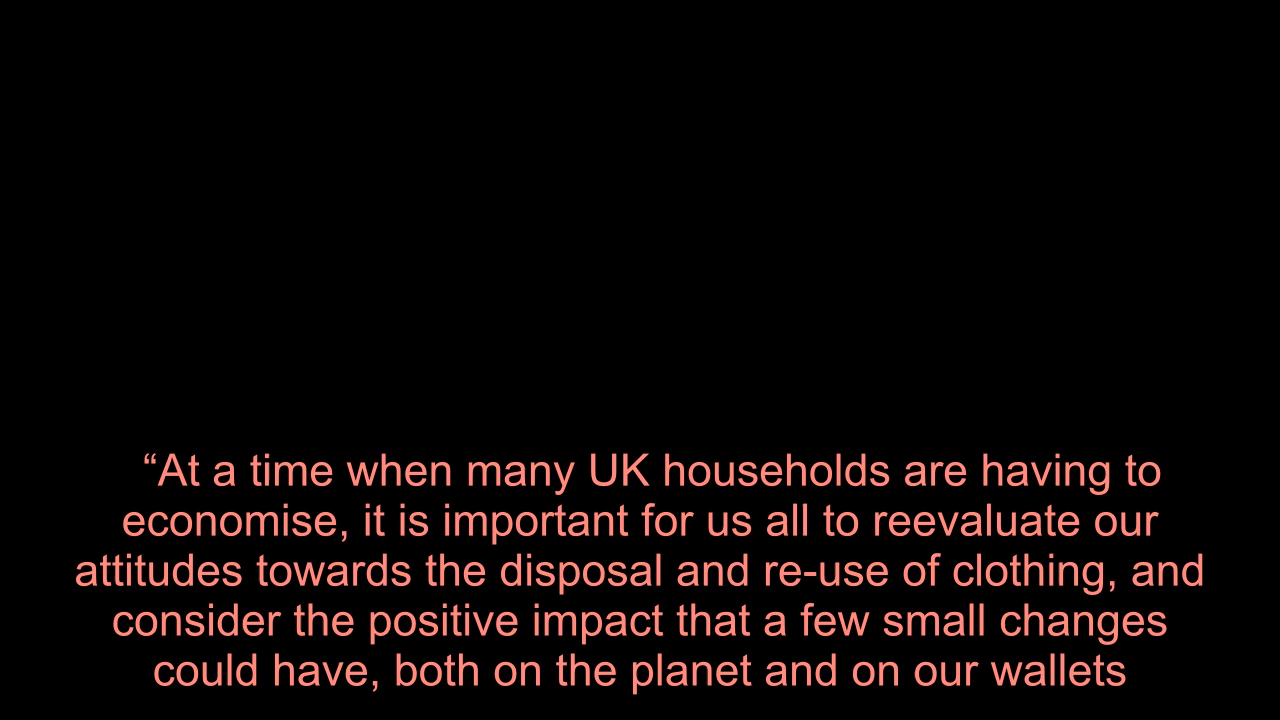 “At a time when many UK households are having to
economise, it is important for us all to reevaluate our
attitudes towards the disposal and re-use of clothing, and
consider the positive impact that a few small changes
could have, both on the planet and on our wallets